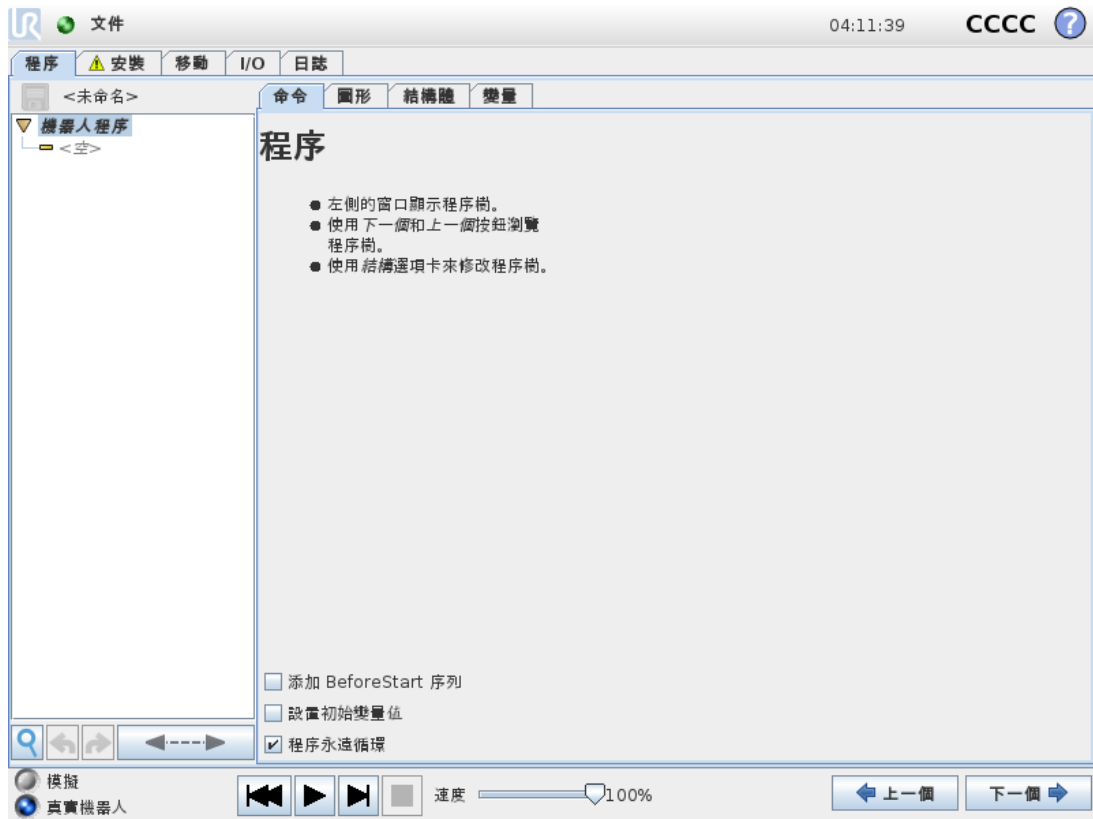 UR 文件 04:11:39 CCCC ?
程序 安裝 移動 I/O 日誌
<未命名> 命令 圖形 結構體 變量
機器人程序
<空>
程序
左側的窗口顯示程序樹。
使用下一個和上一個按鈕瀏覽
程序樹。
使用結構選項卡來修改程序樹。
添加 BeforeStart 序列
設置初始變量值
程序永遠循環
模擬
真實機器人
速度 100% 上一個 下一個